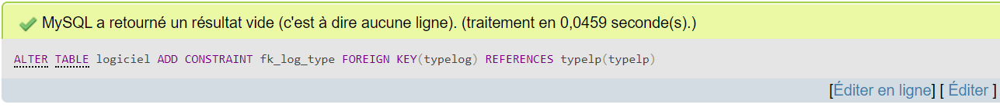 MySQL a retourné un résultat vide (c'est à dire aucune ligne). (traitement en 0,0459 seconde(s).)
ALTER TABLE logiciel ADD CONSTRAINT fk_log_type FOREIGN KEY(typelog) REFERENCES typelp(typelp)
[Éditer en ligne] [ Éditer ]